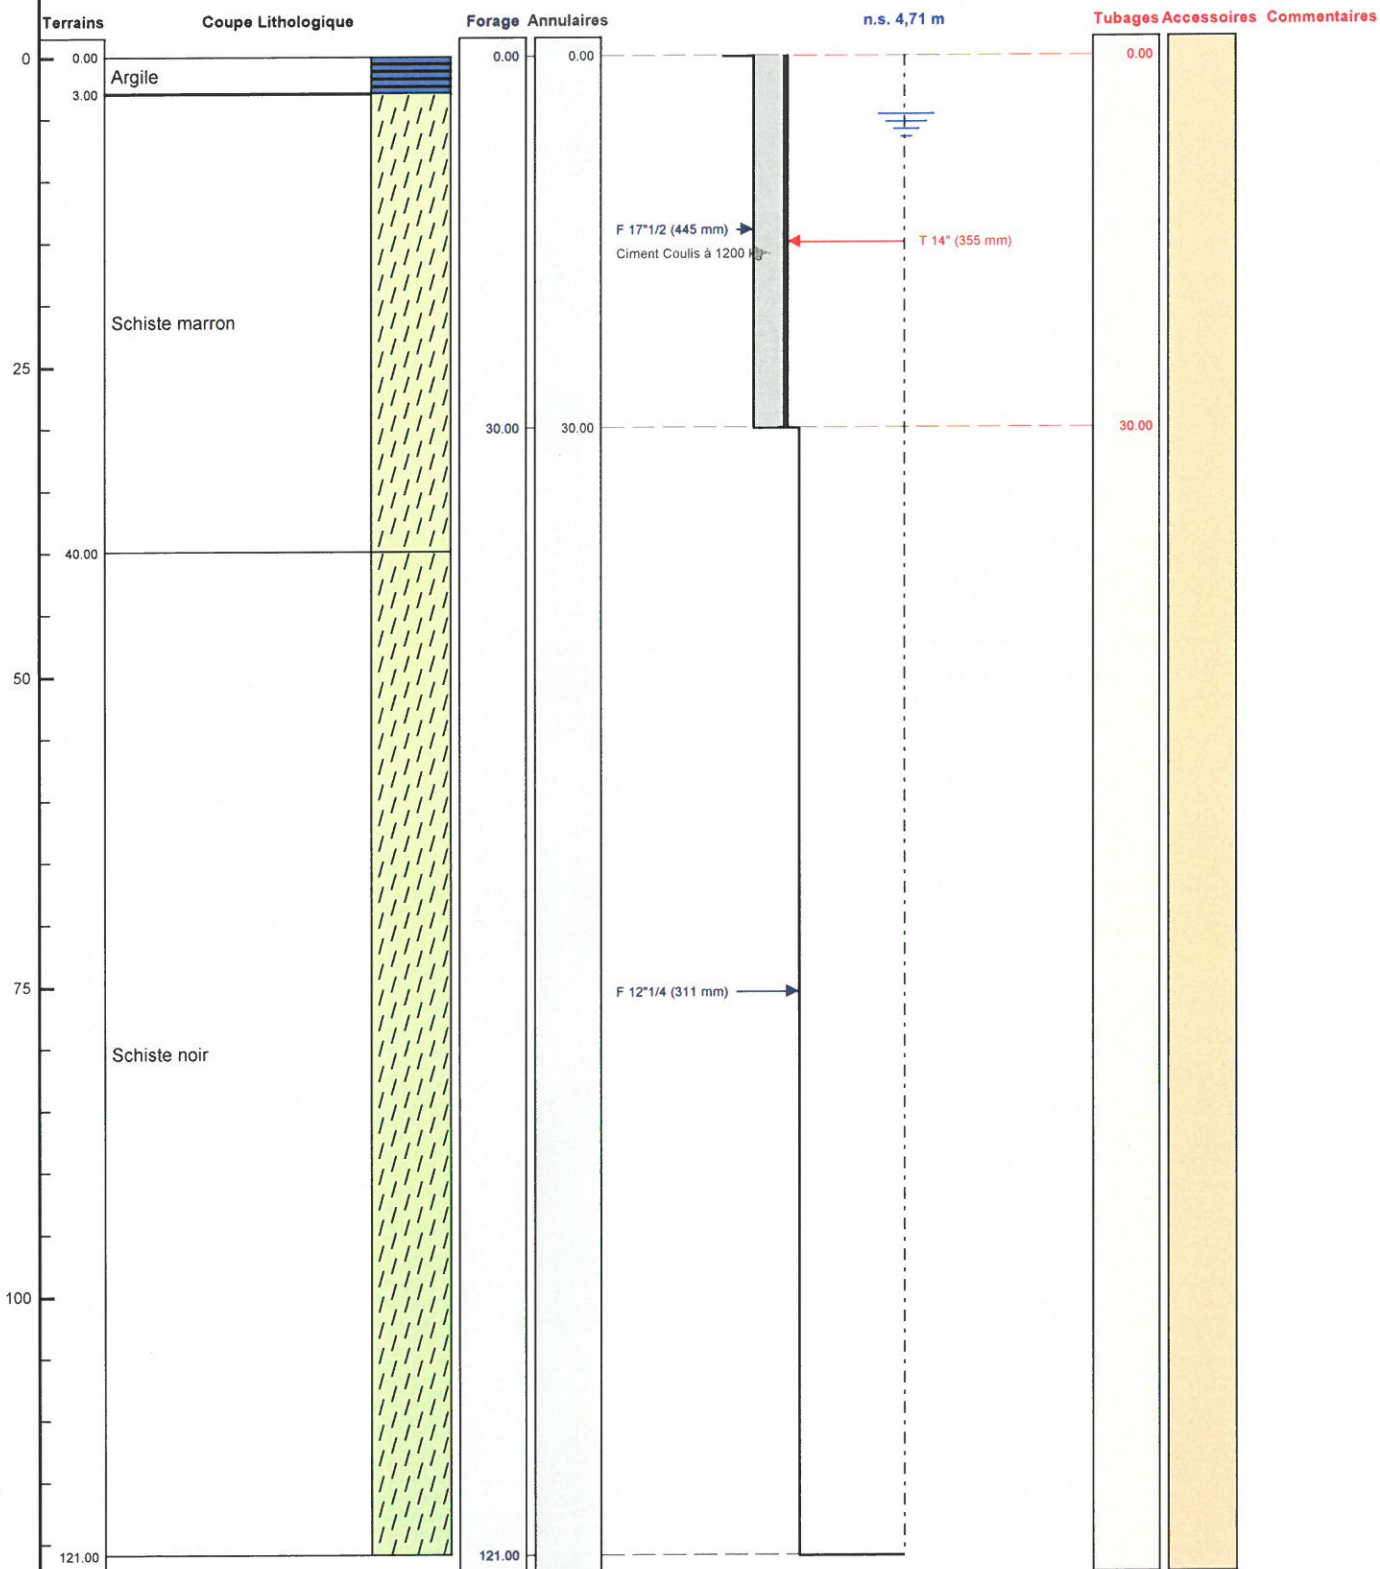 Terrains Coupe Lithologique Forage Annulaires n.s. 4,71 m Tubages Accessoires Commentaires
0 0.00 0.00 0.00 0.00
Argile
3.00
F 17"1/2 (445 mm) T 14" (355 mm)
Ciment Coulis à 1200 kg
Schiste marron
25
30.00 30.00 30.00
40.00
50
75 F 12"1/4 (311 mm)
Schiste noir
100
121.00 121.00